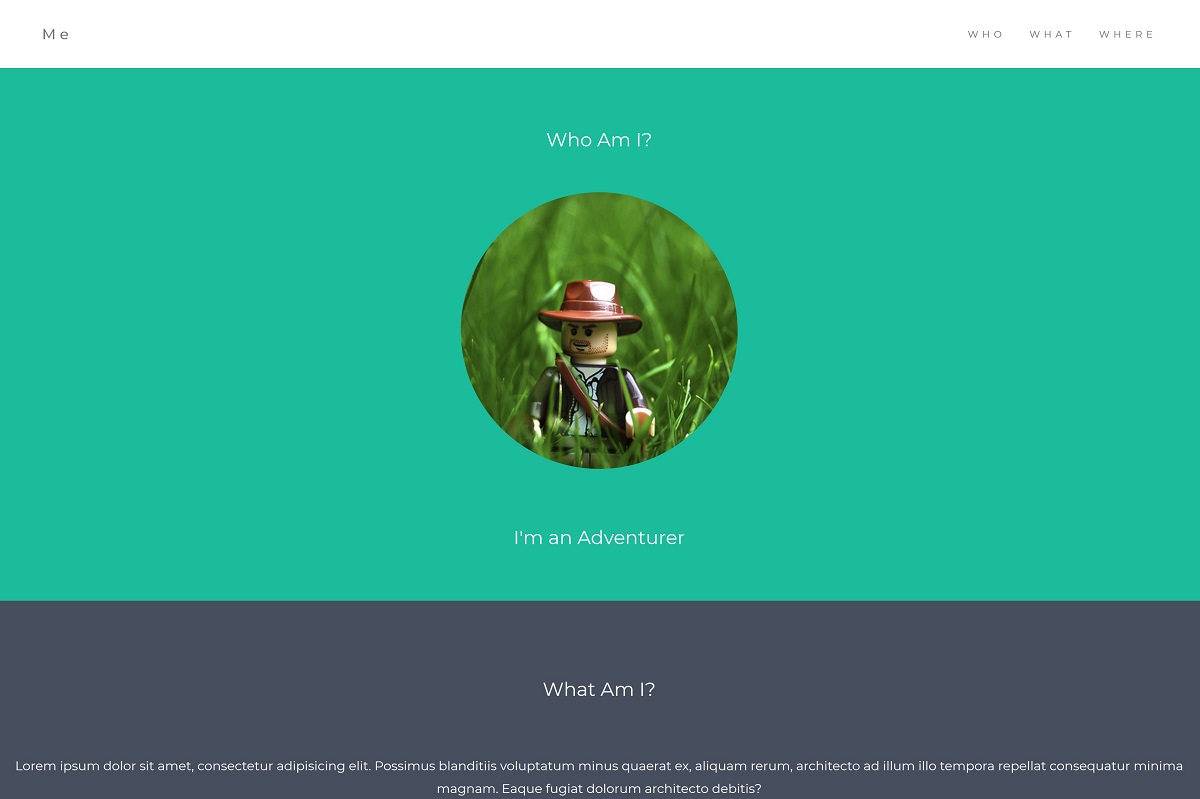 Me
WHO WHAT WHERE
Who Am I?
I'm an Adventurer
What Am I?
Lorem ipsum dolor sit amet, consectetur adipisicing elit. Possimus blanditiis voluptatum minus quaerat ex, aliquam rerum, architecto ad illum illo tempora repellat consequatur minima
magnam. Eaque fugiat dolorum architecto debitis?